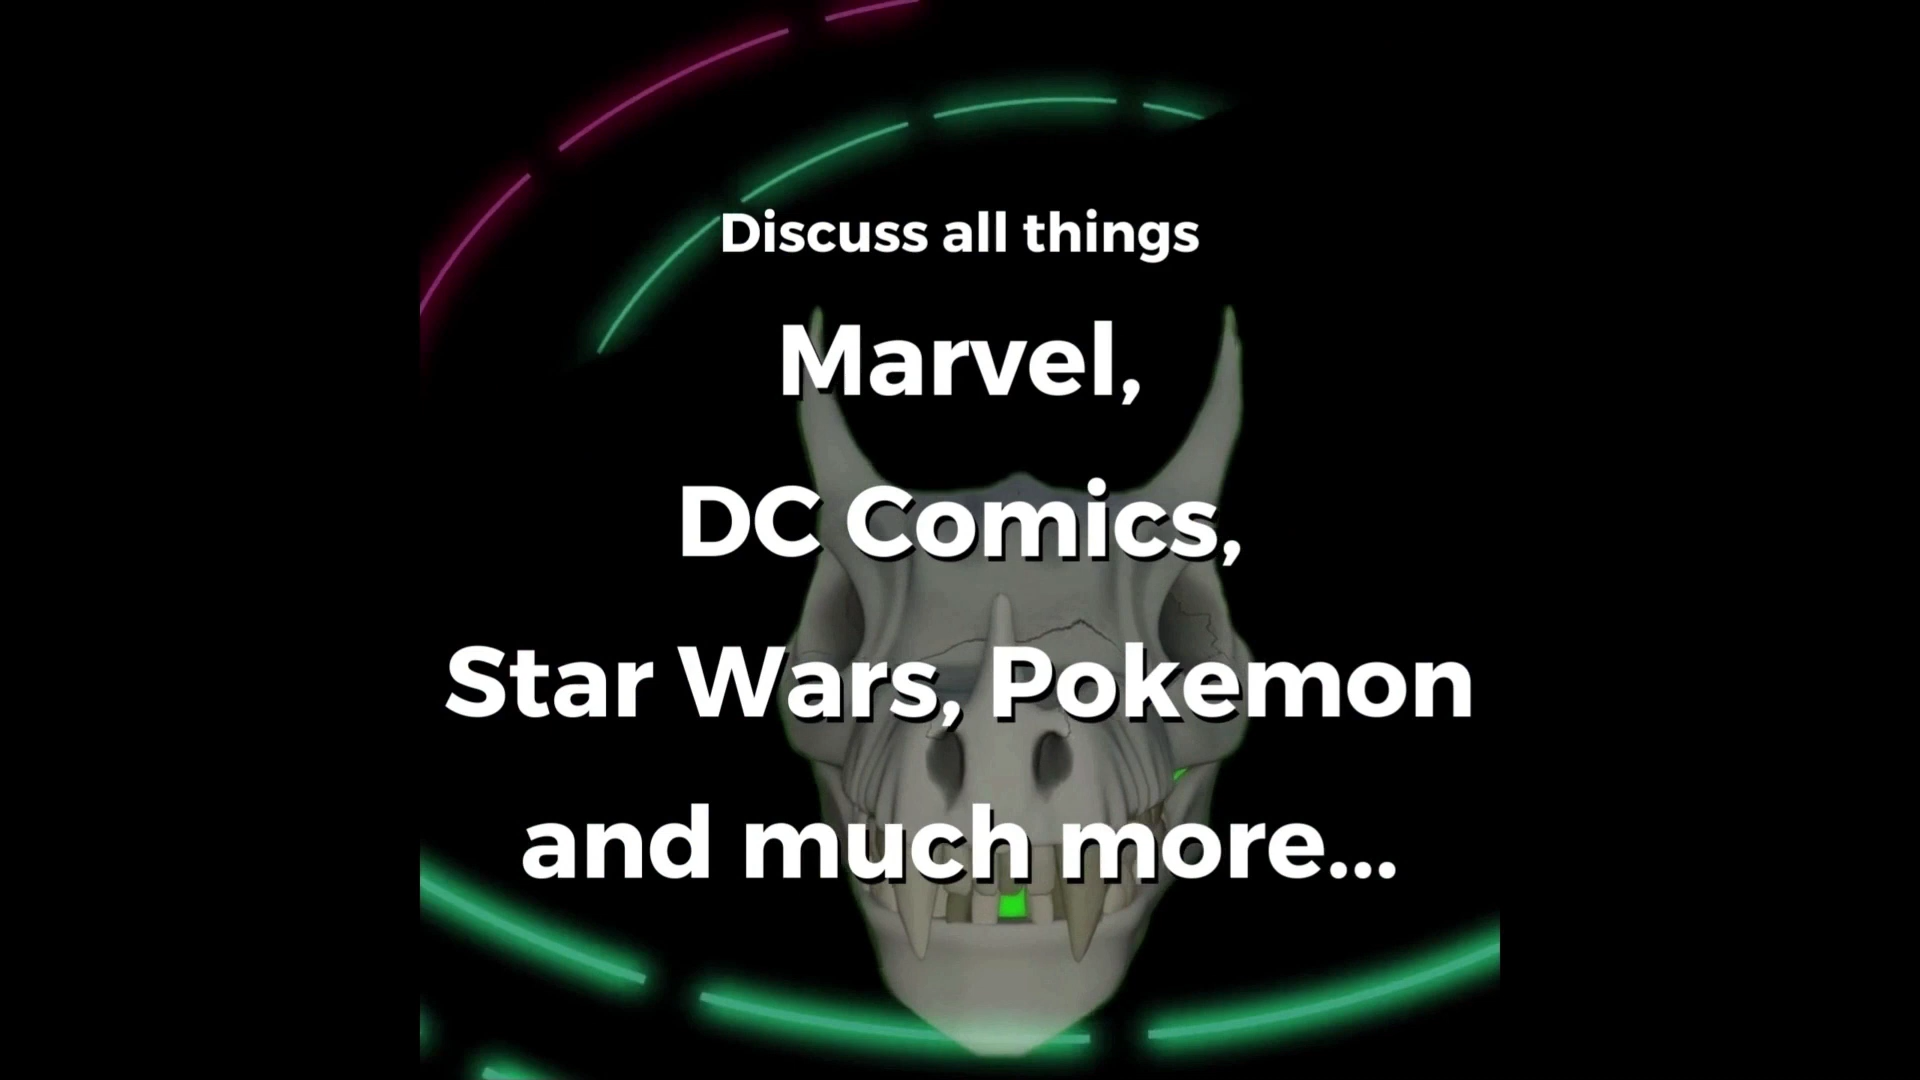 Discuss all things
Marvel,
DC Comics,
Star Wars, Pokemon
and much more...